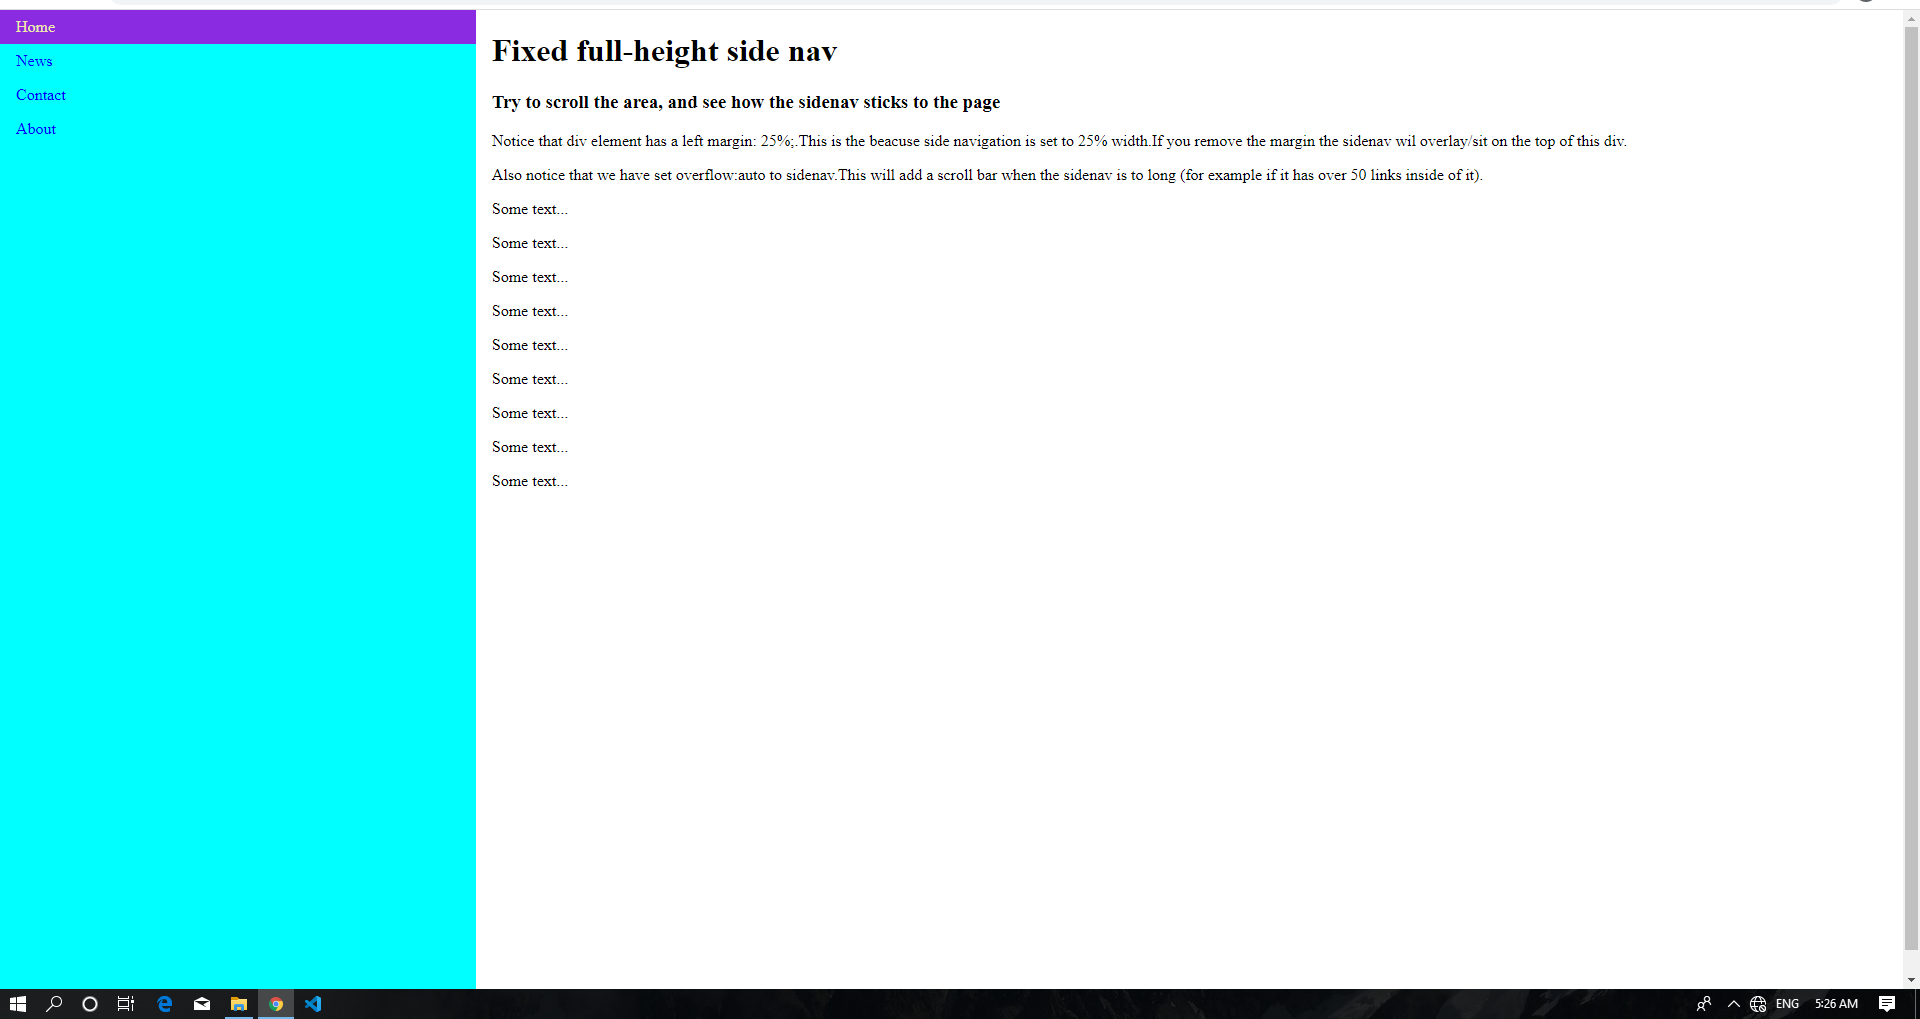 Home
News
Contact
About
Fixed full-height side nav
Try to scroll the area, and see how the sidenav sticks to the page
Notice that div element has a left margin: 25%;.This is the beacuse side navigation is set to 25% width.If you remove the margin the sidenav wil overlay/sit on the top of this div.
Also notice that we have set overflow:auto to sidenav.This will add a scroll bar when the sidenav is to long (for example if it has over 50 links inside of it).
Some text...
Some text...
Some text...
Some text...
Some text...
Some text...
Some text...
Some text...
Some text...
ENG 5:26 AM